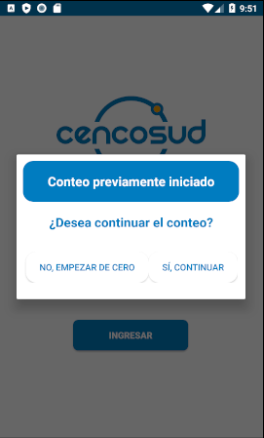 9:51
cencosud
Conteo previamente iniciado
¿Desea continuar el conteo?
NO, EMPEZAR DE CERO
SÍ, CONTINUAR
INGRESAR